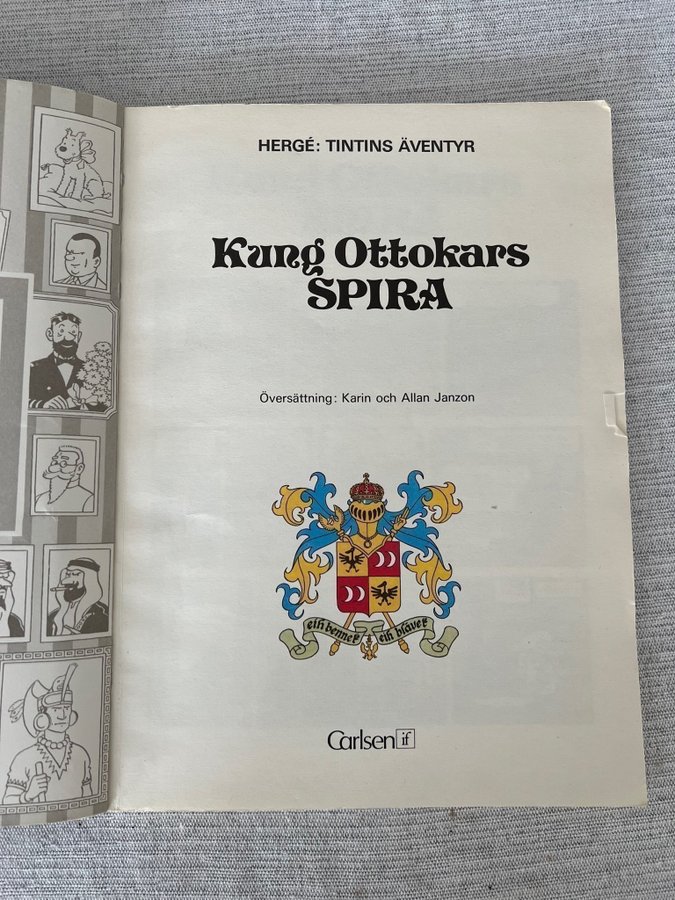 HERGÉ: TINTINS ÄVENTYR
Kung Ottokars
SPIRA
Översättning: Karin och Allan Janzon
eih bennek eih blavek
Carlsen if